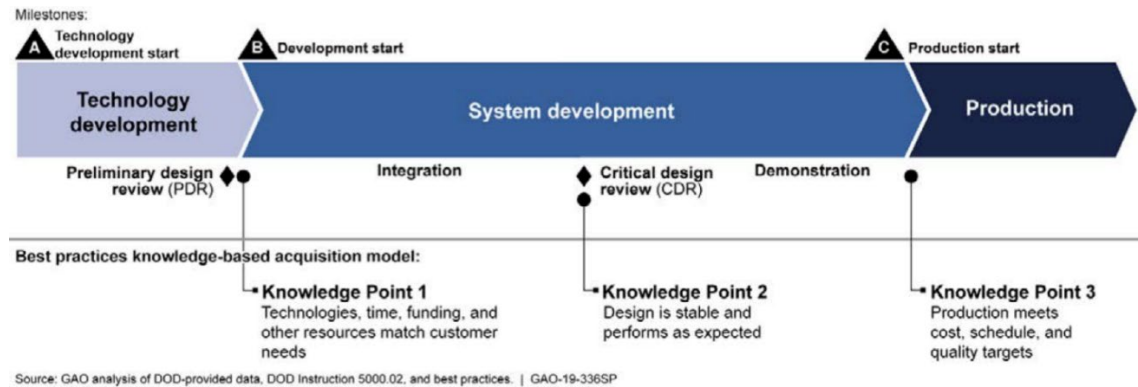 Milestones:
A Technology
development start
B Development start
C Production start
Technology
development
System development
Production
Preliminary design
review (PDR)
Integration
Critical design
review (CDR)
Demonstration
Best practices knowledge-based acquisition model:
Knowledge Point 1
Technologies, time, funding, and
other resources match customer
needs
Knowledge Point 2
Design is stable and
performs as expected
Knowledge Point 3
Production meets
cost, schedule, and
quality targets
Source: GAO analysis of DOD-provided data, DOD Instruction 5000.02, and best practices. | GAO-19-336SP